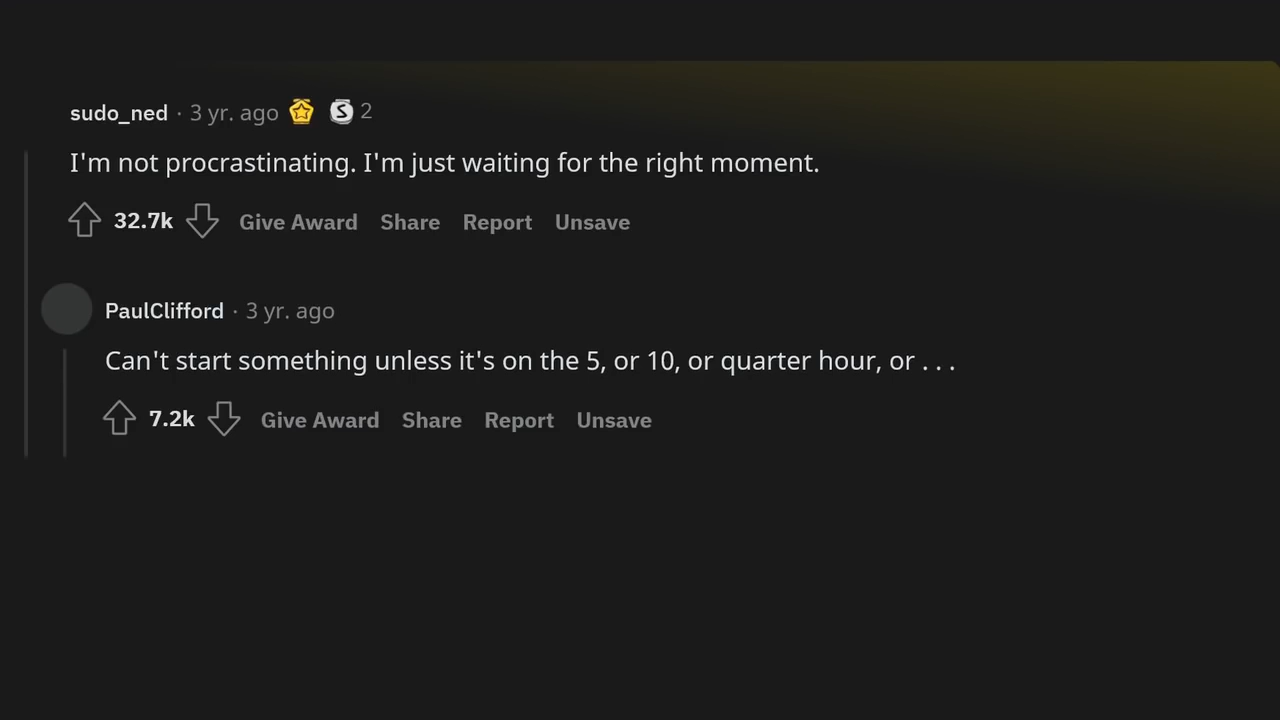 sudo_ned · 3 yr. ago S 2
I'm not procrastinating. I'm just waiting for the right moment.
32.7k Give Award Share Report Unsave
PaulClifford · 3 yr. ago
Can't start something unless it's on the 5, or 10, or quarter hour, or . . .
7.2k Give Award Share Report Unsave